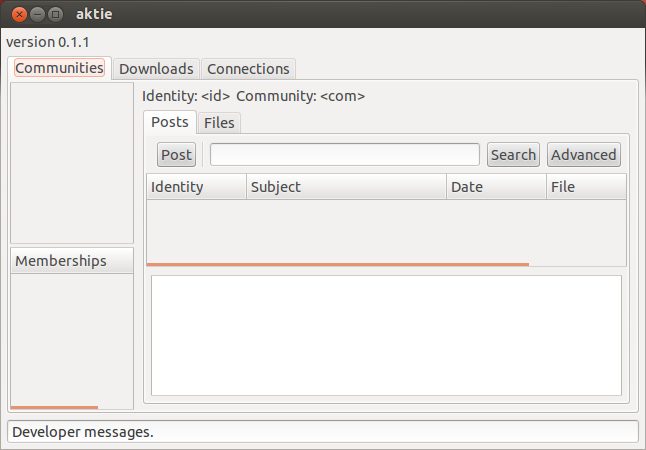 aktie
version 0.1.1
Communities Downloads Connections
Identity: <id> Community: <com>
Posts Files
Post Search Advanced
Identity Subject Date File
Memberships
Developer messages.